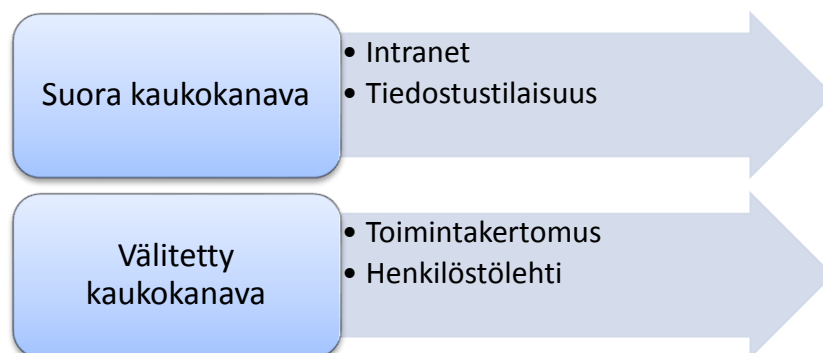 Suora kaukokanava
• Intranet
• Tiedostustilaisuus
Välitetty
kaukokanava
• Toimintakertomus
• Henkilöstölehti